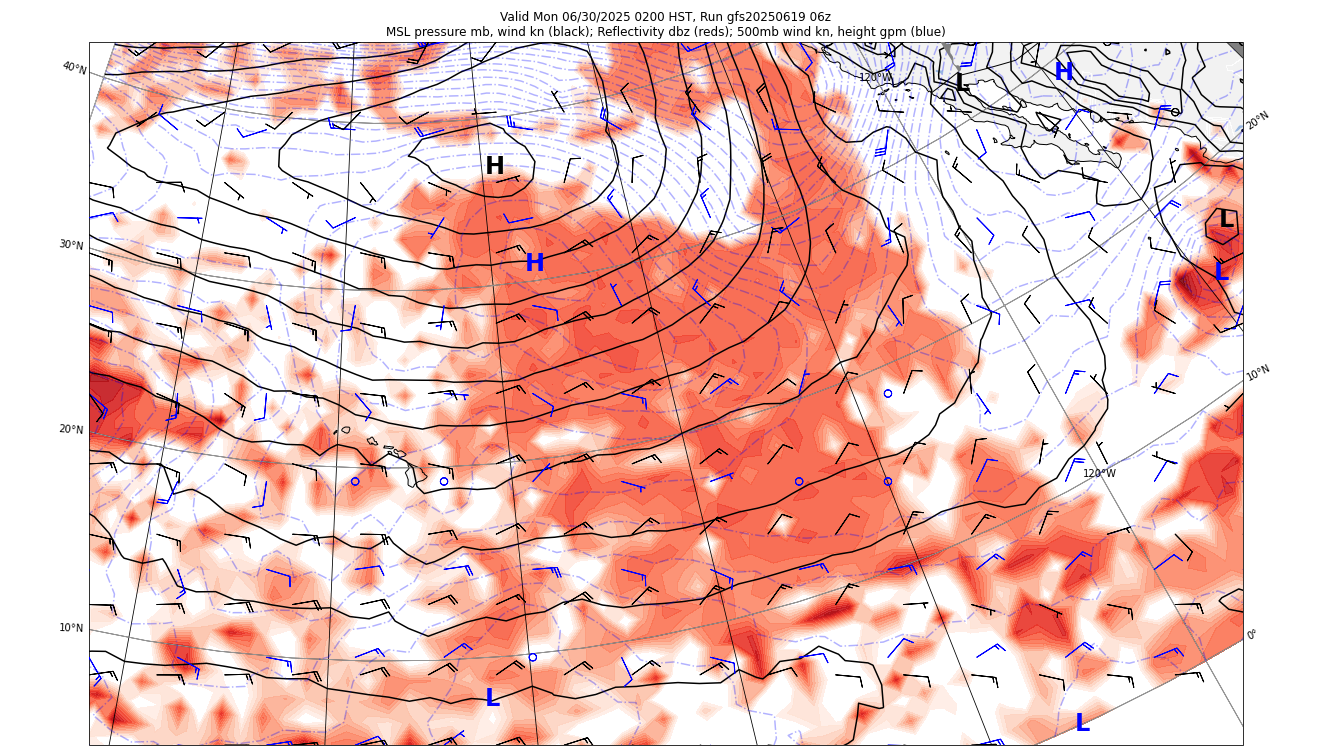 Valid Mon 06/30/2025 0200 HST, Run gfs20250619 06z
MSL pressure mb, wind kn (black); Reflectivity dbz (reds); 500mb wind kn, height gpm (blue)
40°N
120°W
L
H
20°N
H
30°N
L
H
L
10°N
20°N
120°W
10°N
0°
L
L